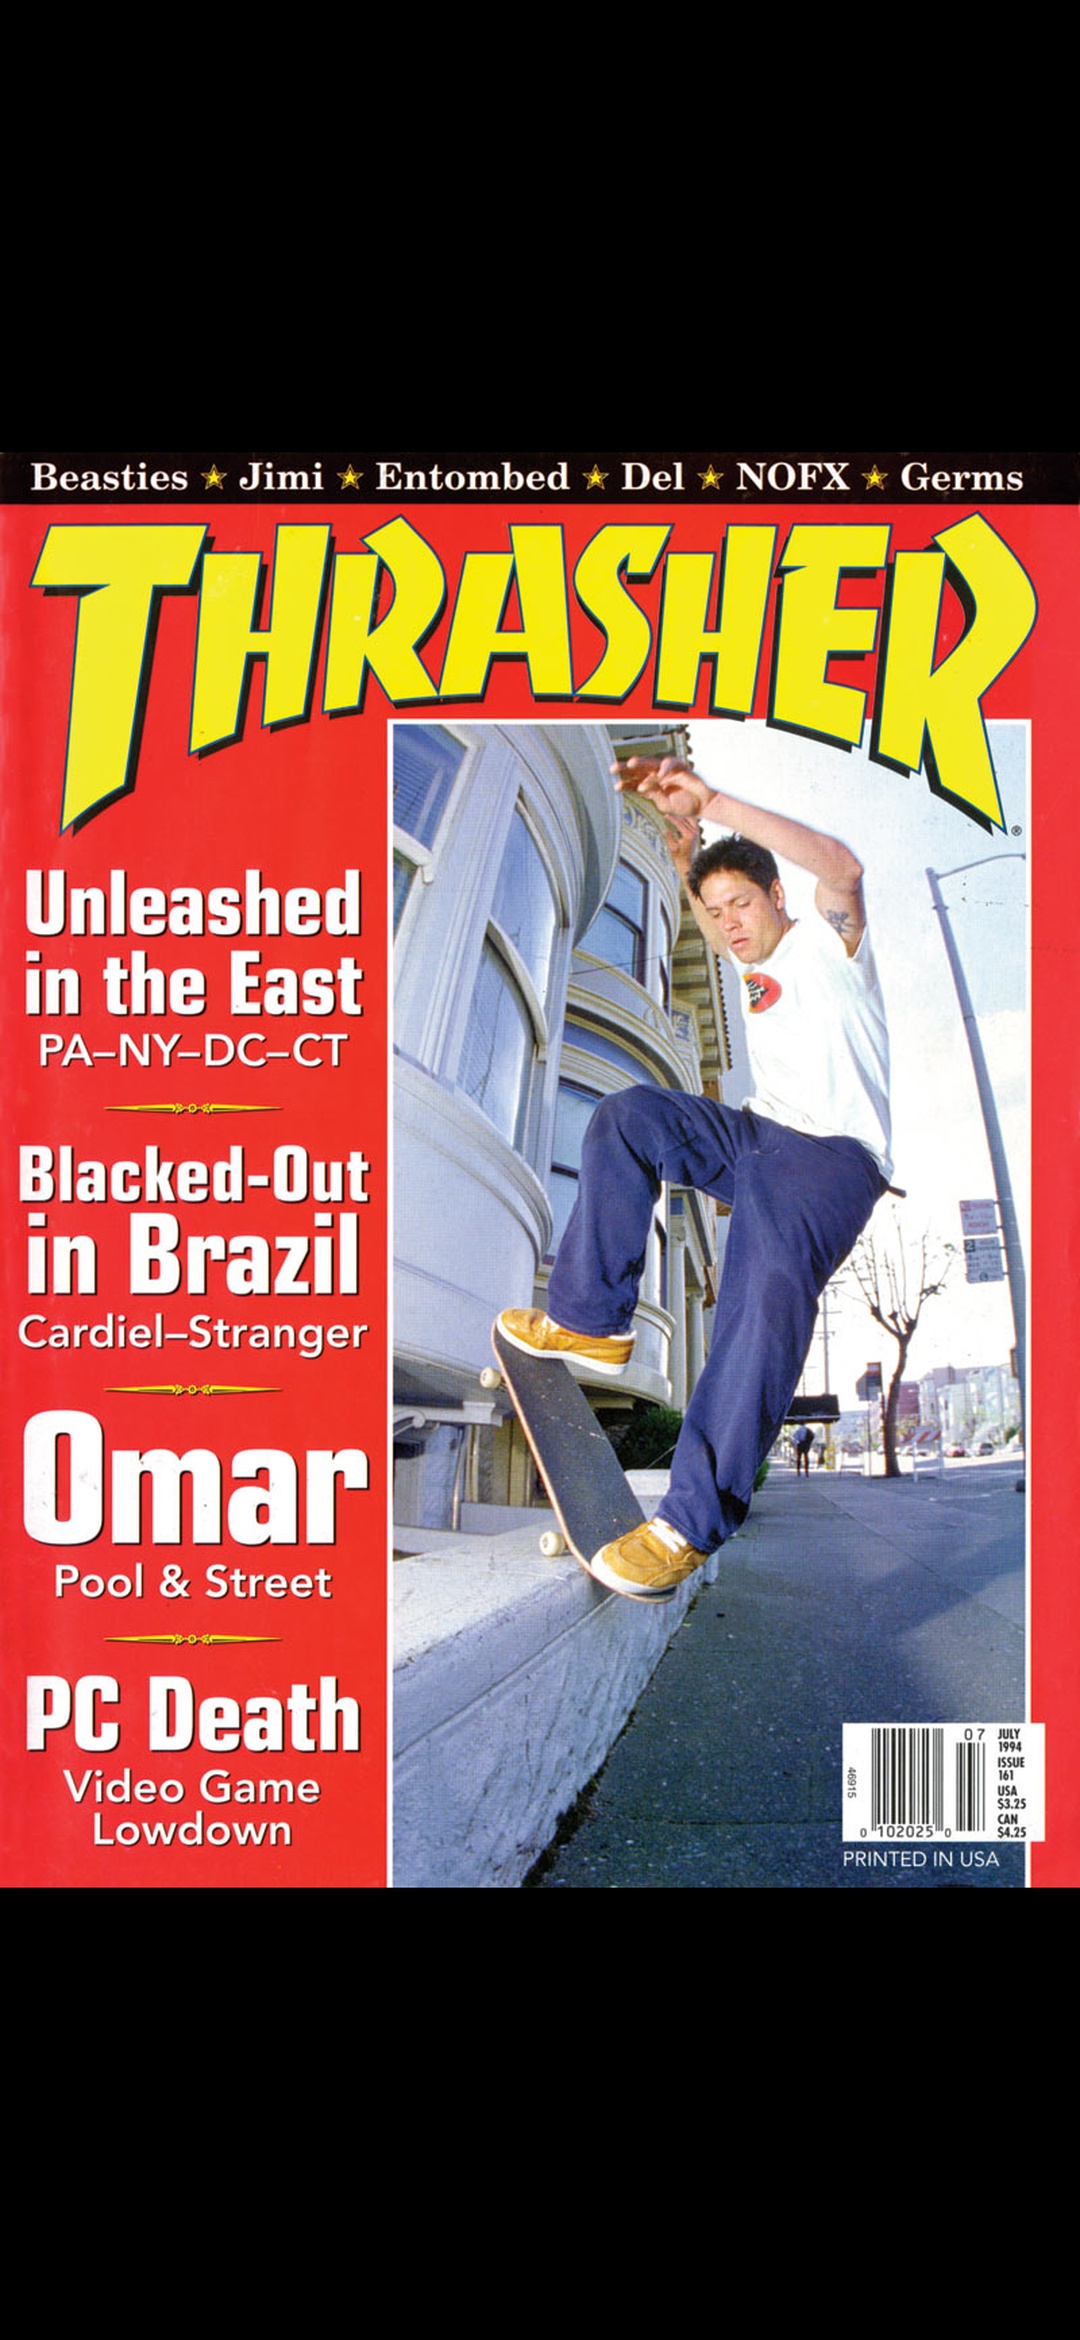 Beasties ★ Jimi ★ Entombed ★ Del ★ NOFX ★ Germs
THRASHER
®
Unleashed
in the East
PA–NY–DC–CT
Blacked-Out
in Brazil
Cardiel–Stranger
Omar
Pool & Street
PC Death
Video Game
Lowdown
07
JULY
1994
ISSUE
161
USA
$3.25
CAN
$4.25
46915
0 102025 0
PRINTED IN USA